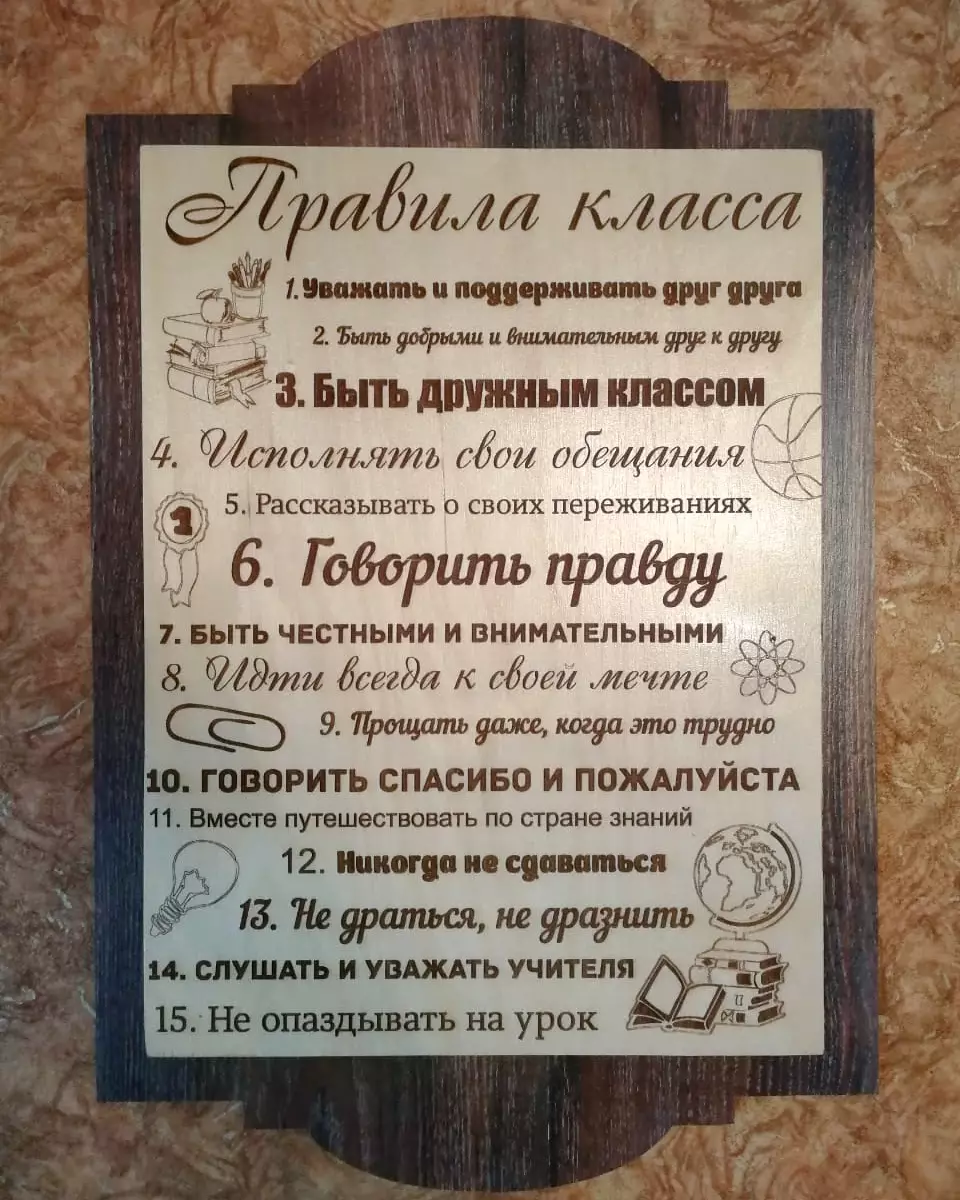 Правила класса
1. Уважать и поддерживать друг друга
2. Быть добрыми и внимательным друг к другу
3. Быть дружным классом
4. Исполнять свои обещания
5. Рассказывать о своих переживаниях
1
6. Говорить правду
7. БЫТЬ ЧЕСТНЫМИ И ВНИМАТЕЛЬНЫМИ
8. Идти всегда к своей мечте
9. Прощать даже, когда это трудно
10. ГОВОРИТЬ СПАСИБО И ПОЖАЛУЙСТА
11. Вместе путешествовать по стране знаний
12. Никогда не сдаваться
13. Не драться, не дразнить
14. СЛУШАТЬ И УВАЖАТЬ УЧИТЕЛЯ
15. Не опаздывать на урок